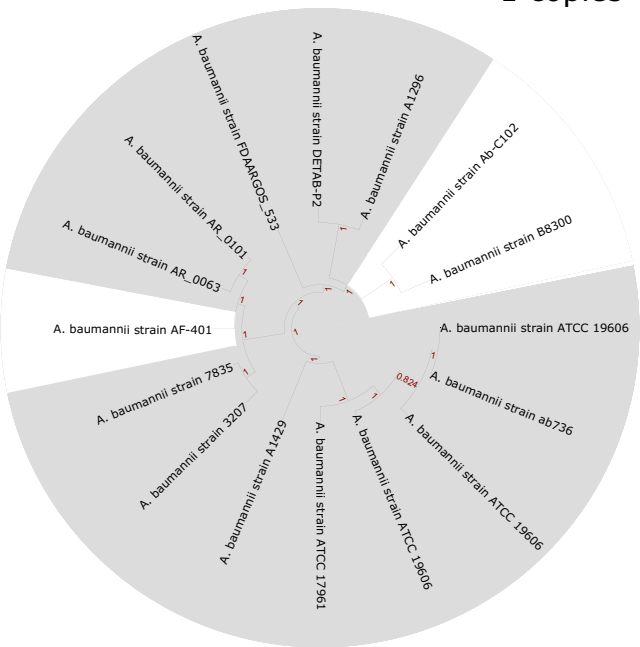 copies
A. baumannii strain FDAARGOS_533
A. baumannii strain DETAB-P2
A. baumannii strain A1296
A. baumannii strain Ab-C102
A. baumannii strain B8300
A. baumannii strain ATCC 19606
A. baumannii strain ab736
A. baumannii strain ATCC 19606
A. baumannii strain ATCC 19606
A. baumannii strain ATCC 17961
A. baumannii strain A1429
A. baumannii strain 3207
A. baumannii strain 7835
A. baumannii strain AF-401
A. baumannii strain AR_0063
A. baumannii strain AR_0101
1
1
1
1
1
1
1
1
1
1
1
1
1
1
0.824